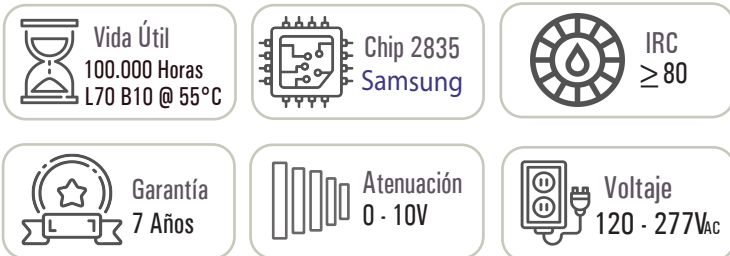 Vida Útil
100.000 Horas
L70 B10 @ 55°C
Chip 2835
Samsung
IRC
≥ 80
Garantía
7 Años
Atenuación
0 - 10V
Voltaje
120 - 277VAC